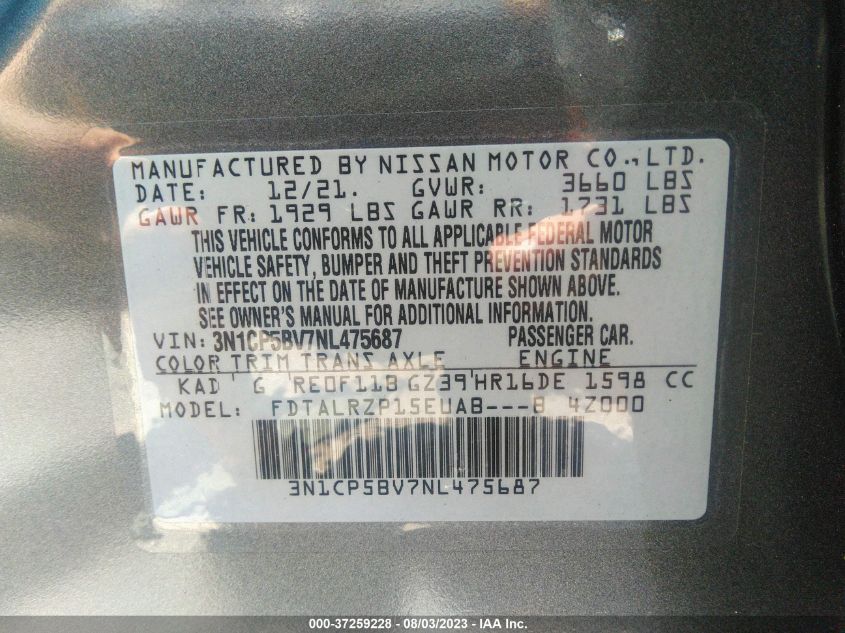 MANUFACTURED BY NISSAN MOTOR CO.,LTD.
DATE: 12/21. GVWR: 3660 LBS
GAWR FR: 1929 LBS GAWR RR: 1731 LBS
THIS VEHICLE CONFORMS TO ALL APPLICABLE FEDERAL MOTOR
VEHICLE SAFETY, BUMPER AND THEFT PREVENTION STANDARDS
IN EFFECT ON THE DATE OF MANUFACTURE SHOWN ABOVE.
SEE OWNER'S MANUAL FOR ADDITIONAL INFORMATION.
VIN: 3N1CP5BV7NL475687 PASSENGER CAR.
COLOR TRIM TRANS AXLE ENGINE
KAD G RE0F11B GZ39 HR16DE 1598 CC
MODEL: FDTALRZP15EUAB---B 4Z000
3N1CP5BV7NL475687
000-37259228 - 08/03/2023 - IAA Inc.